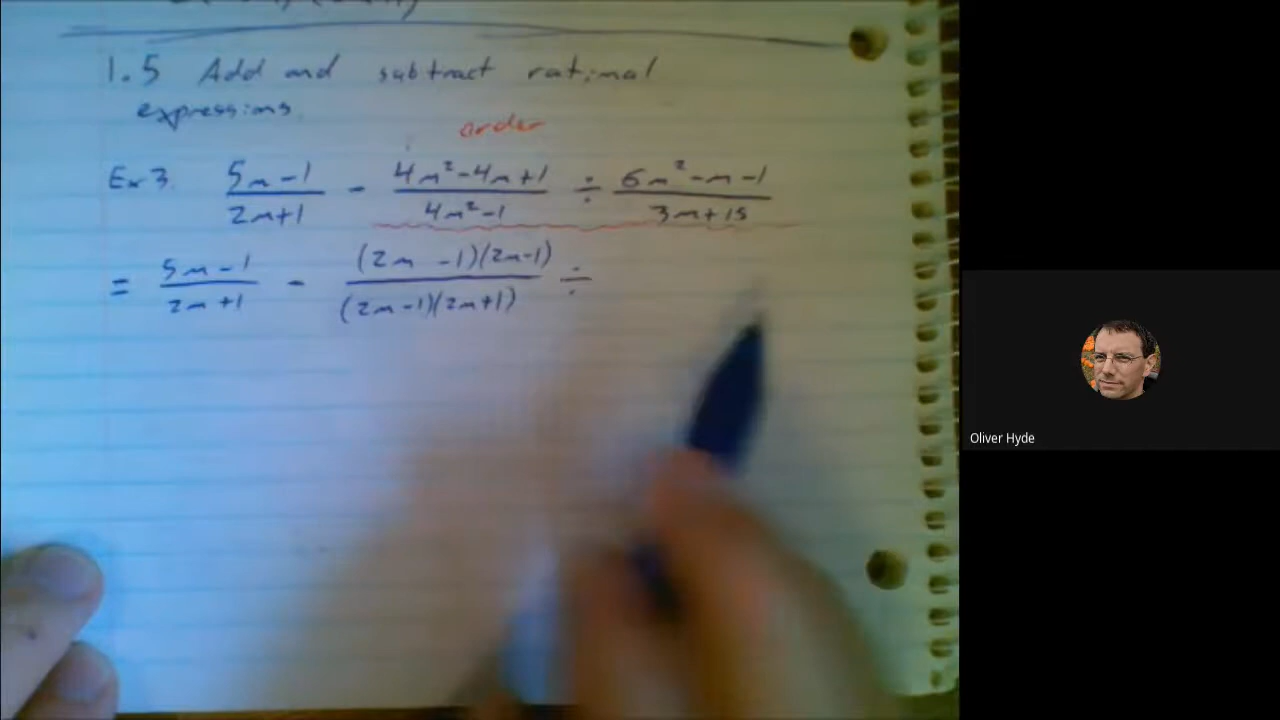 1.5 Add and subtract rational
expressions
order
Ex 3. (5m-1)/(2m+1) - (4m²-4m+1)/(4m²-1) ÷ (6m²-m-1)/(3m+15)
= (5m-1)/(2m+1) - ((2m-1)(2m-1))/((2m-1)(2m+1)) ÷
Oliver Hyde